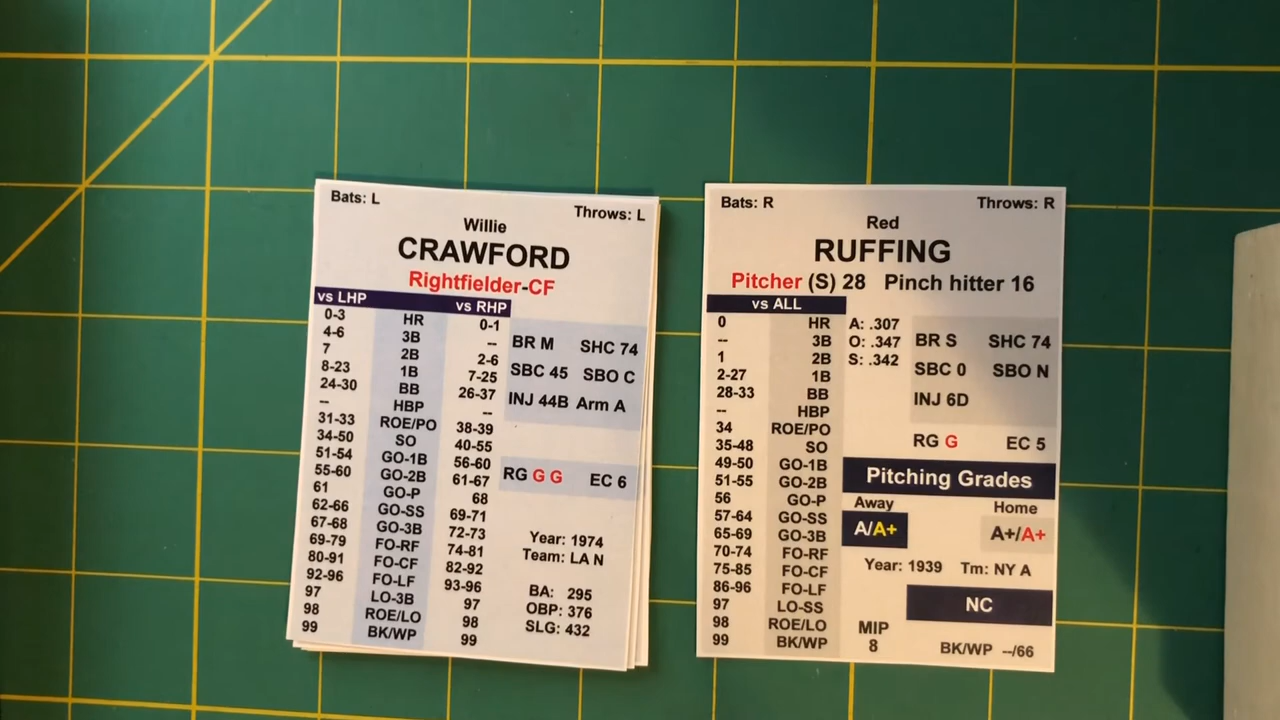 Bats: L
Throws: L
Willie
CRAWFORD
Rightfielder-CF
vs LHP vs RHP
0-3 HR 0-1
4-6 3B --
7 2B 2-6
8-23 1B 7-25
24-30 BB 26-37
-- HBP --
31-33 ROE/PO 38-39
34-50 SO 40-55
51-54 GO-1B 56-60
55-60 GO-2B 61-67
61 GO-P 68
62-66 GO-SS 69-71
67-68 GO-3B 72-73
69-79 FO-RF 74-81
80-91 FO-CF 82-92
92-96 FO-LF 93-96
97 LO-3B 97
98 ROE/LO 98
99 BK/WP 99
BR M SHC 74
SBC 45 SBO C
INJ 44B Arm A
RG G G EC 6
Year: 1974
Team: LA N
BA: 295
OBP: 376
SLG: 432
Bats: R
Throws: R
Red
RUFFING
Pitcher (S) 28 Pinch hitter 16
vs ALL
0 HR
-- 3B
1 2B
2-27 1B
28-33 BB
-- HBP
34 ROE/PO
35-48 SO
49-50 GO-1B
51-55 GO-2B
56 GO-P
57-64 GO-SS
65-69 GO-3B
70-74 FO-RF
75-85 FO-CF
86-96 FO-LF
97 LO-SS
98 ROE/LO
99 BK/WP
A: .307
O: .347
S: .342
BR S SHC 74
SBC 0 SBO N
INJ 6D
RG G EC 5
Pitching Grades
Away Home
A/A+ A+/A+
Year: 1939 Tm: NY A
NC
MIP
8
BK/WP --/66